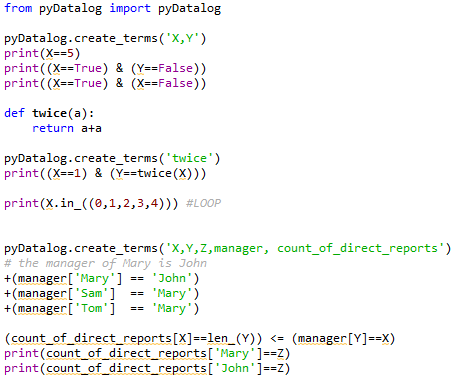 from pyDatalog import pyDatalog
pyDatalog.create_terms('X,Y')
print(X==5)
print((X==True) & (Y==False))
print((X==True) & (X==False))
def twice(a):
    return a+a
pyDatalog.create_terms('twice')
print((X==1) & (Y==twice(X)))
print(X.in_((0,1,2,3,4))) #LOOP
pyDatalog.create_terms('X,Y,Z,manager, count_of_direct_reports')
# the manager of Mary is John
+(manager['Mary'] == 'John')
+(manager['Sam']  == 'Mary')
+(manager['Tom']  == 'Mary')
(count_of_direct_reports[X]==len_(Y)) <= (manager[Y]==X)
print(count_of_direct_reports['Mary']==Z)
print(count_of_direct_reports['John']==Z)